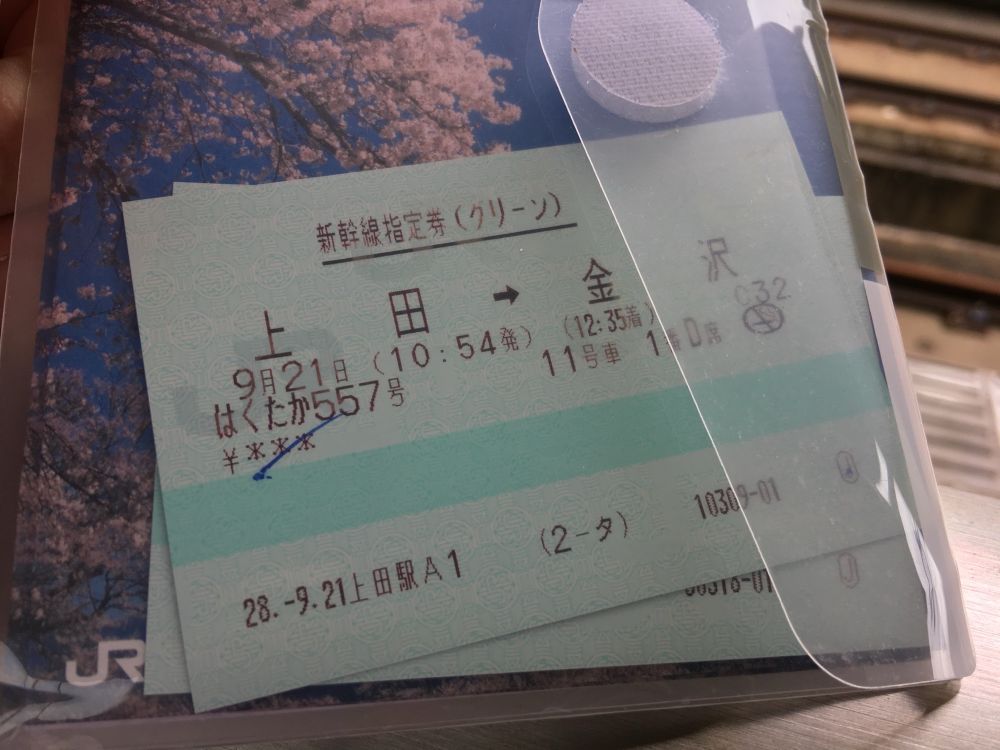 新幹線指定券(グリーン)
上田➡金沢
9月21日 (10:54発) (12:35着) C32
はくたか557号 11号車 1番D席
¥****
10309-01
28.-9.21上田駅A1 (2-タ)
JR